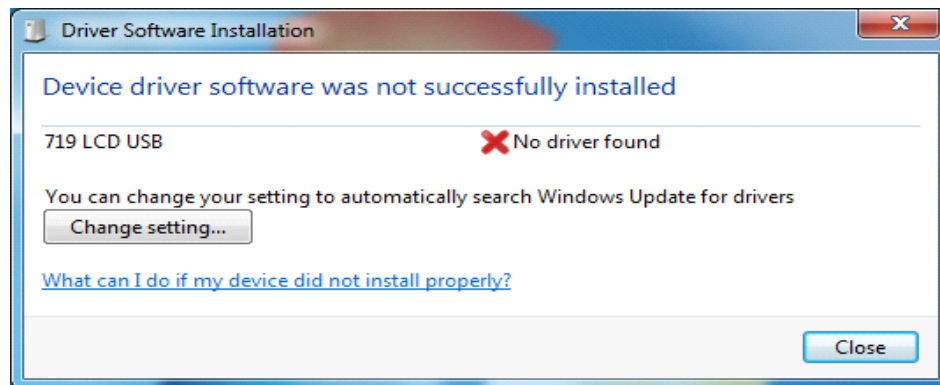 Driver Software Installation
Device driver software was not successfully installed
719 LCD USB No driver found
You can change your setting to automatically search Windows Update for drivers
Change setting...
What can I do if my device did not install properly?
Close